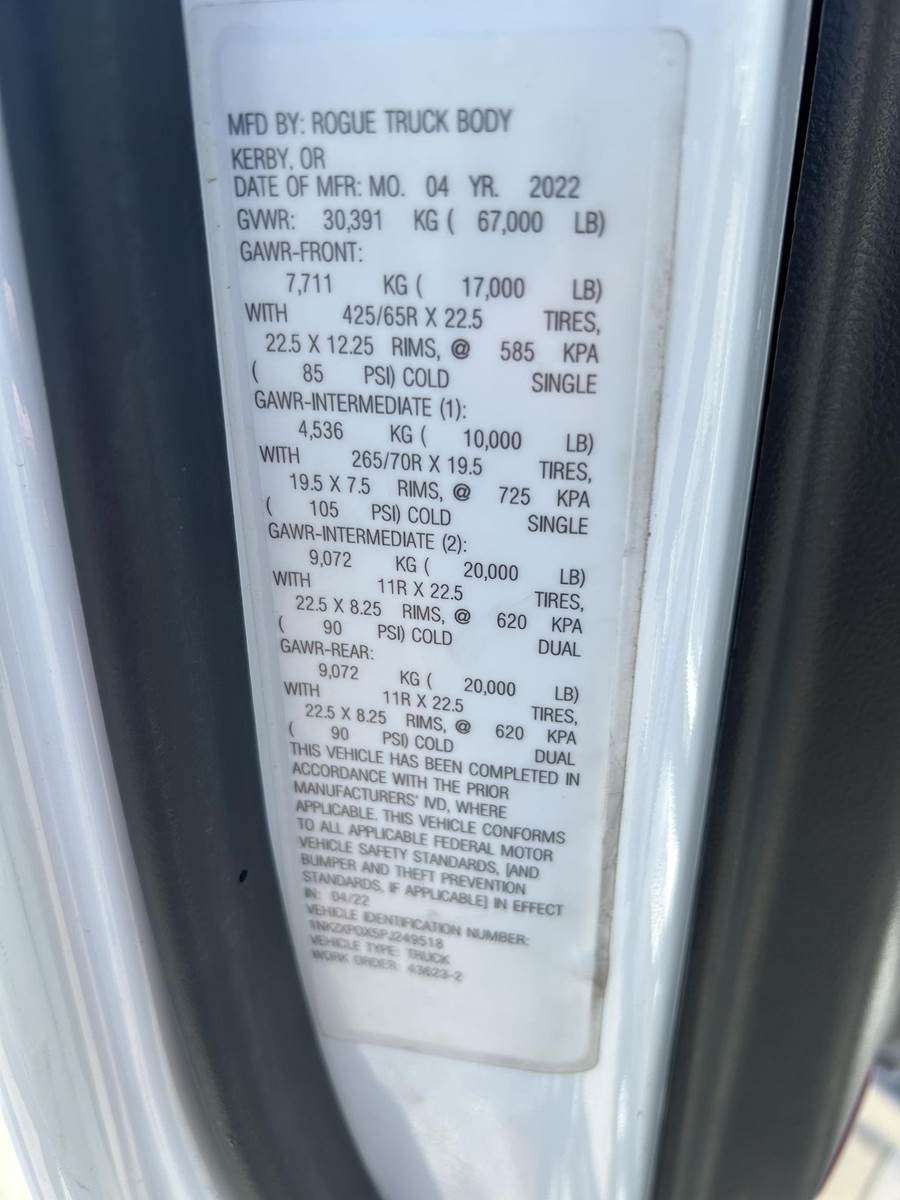 MFD BY: ROGUE TRUCK BODY
KERBY, OR
DATE OF MFR: MO. 04 YR. 2022
GVWR: 30,391 KG ( 67,000 LB)
GAWR-FRONT:
7,711 KG ( 17,000 LB)
WITH 425/65R X 22.5 TIRES,
22.5 X 12.25 RIMS, @ 585 KPA
( 85 PSI) COLD SINGLE
GAWR-INTERMEDIATE (1):
4,536 KG ( 10,000 LB)
WITH 265/70R X 19.5 TIRES,
19.5 X 7.5 RIMS, @ 725 KPA
( 105 PSI) COLD SINGLE
GAWR-INTERMEDIATE (2):
9,072 KG ( 20,000 LB)
WITH 11R X 22.5 TIRES,
22.5 X 8.25 RIMS, @ 620 KPA
( 90 PSI) COLD DUAL
GAWR-REAR:
9,072 KG ( 20,000 LB)
WITH 11R X 22.5 TIRES,
22.5 X 8.25 RIMS, @ 620 KPA
( 90 PSI) COLD DUAL
THIS VEHICLE HAS BEEN COMPLETED IN
ACCORDANCE WITH THE PRIOR
MANUFACTURERS' IVD, WHERE
APPLICABLE. THIS VEHICLE CONFORMS
TO ALL APPLICABLE FEDERAL MOTOR
VEHICLE SAFETY STANDARDS, [AND
BUMPER AND THEFT PREVENTION
STANDARDS, IF APPLICABLE] IN EFFECT
IN: 04/22
VEHICLE IDENTIFICATION NUMBER:
1NKZXPOX5PJ249518
VEHICLE TYPE: TRUCK
WORK ORDER: 43623-2